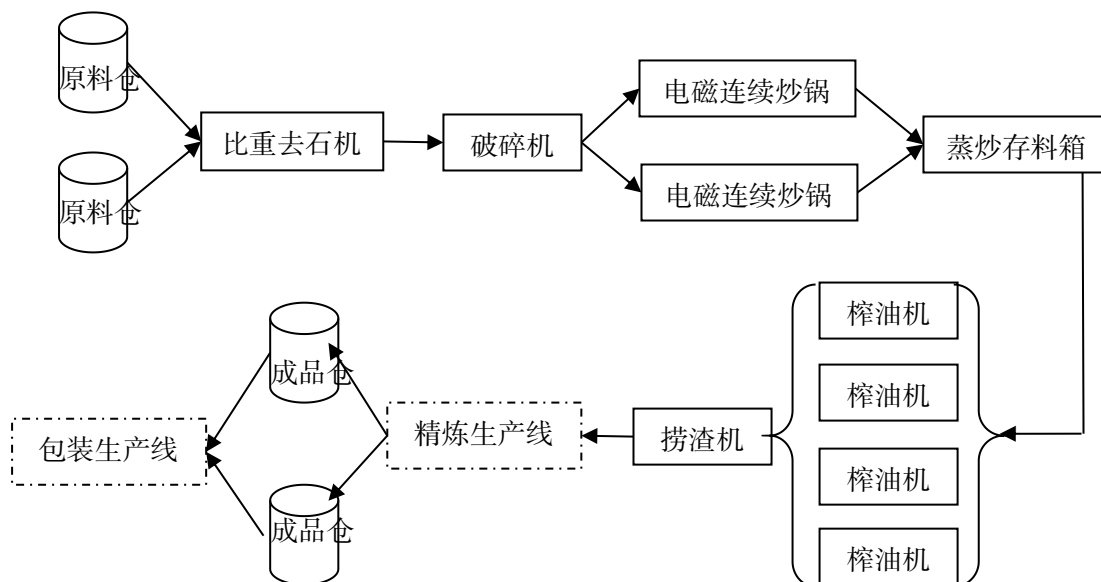 原料仓
电磁连续炒锅
比重去石机
破碎机
蒸炒存料箱
原料仓
电磁连续炒锅
榨油机
成品仓
榨油机
包装生产线
精炼生产线
捞渣机
榨油机
成品仓
榨油机